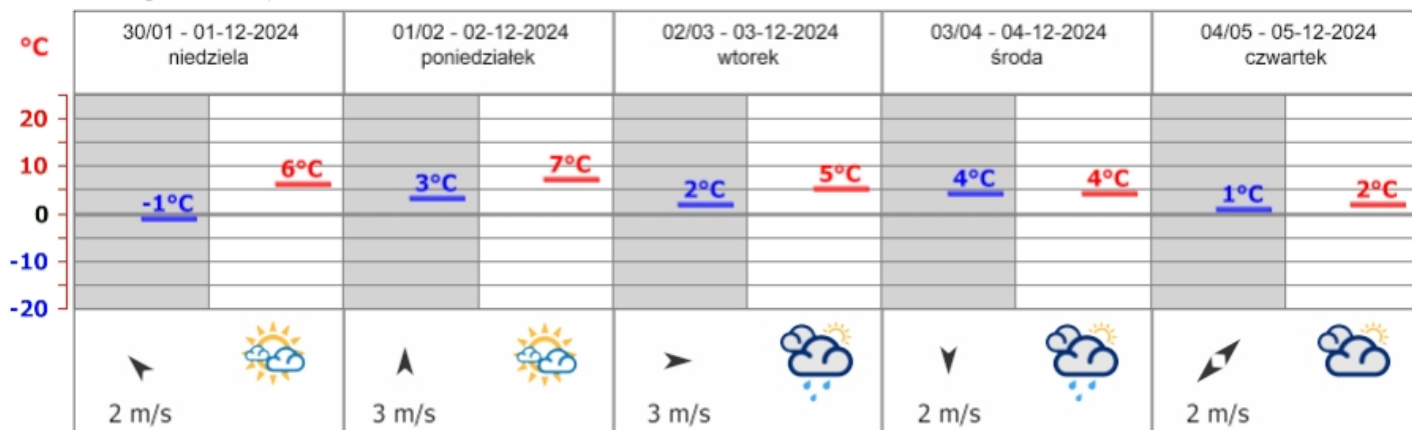 °C
30/01 - 01-12-2024
niedziela
01/02 - 02-12-2024
poniedziałek
02/03 - 03-12-2024
wtorek
03/04 - 04-12-2024
środa
04/05 - 05-12-2024
czwartek
20
10
0
-10
-20
-1°C
6°C
3°C
7°C
2°C
5°C
4°C
4°C
1°C
2°C
2 m/s
3 m/s
3 m/s
2 m/s
2 m/s